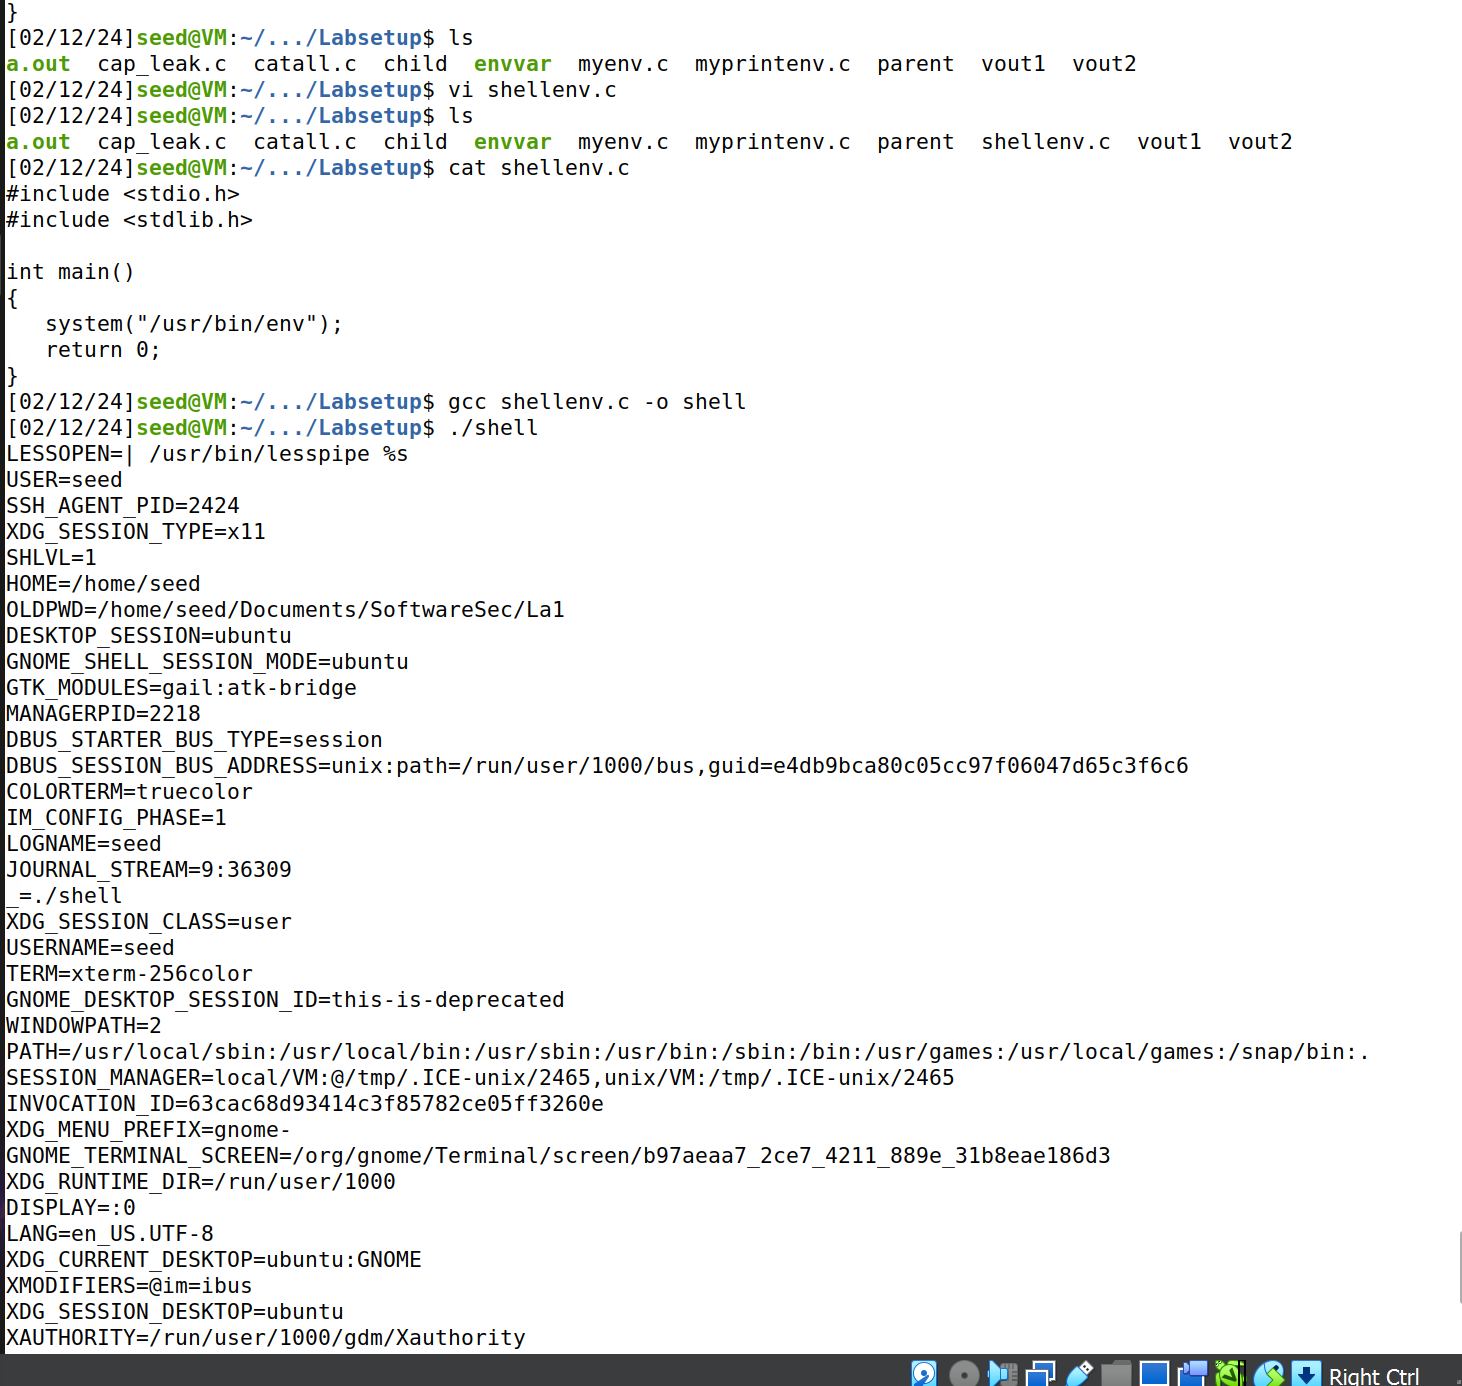 }
[02/12/24]seed@VM:~/.../Labsetup$ ls
a.out  cap_leak.c  catall.c  child  envvar  myenv.c  myprintenv.c  parent  vout1  vout2
[02/12/24]seed@VM:~/.../Labsetup$ vi shellenv.c
[02/12/24]seed@VM:~/.../Labsetup$ ls
a.out  cap_leak.c  catall.c  child  envvar  myenv.c  myprintenv.c  parent  shellenv.c  vout1  vout2
[02/12/24]seed@VM:~/.../Labsetup$ cat shellenv.c
#include <stdio.h>
#include <stdlib.h>

int main()
{
   system("/usr/bin/env");
   return 0;
}
[02/12/24]seed@VM:~/.../Labsetup$ gcc shellenv.c -o shell
[02/12/24]seed@VM:~/.../Labsetup$ ./shell
LESSOPEN=| /usr/bin/lesspipe %s
USER=seed
SSH_AGENT_PID=2424
XDG_SESSION_TYPE=x11
SHLVL=1
HOME=/home/seed
OLDPWD=/home/seed/Documents/SoftwareSec/La1
DESKTOP_SESSION=ubuntu
GNOME_SHELL_SESSION_MODE=ubuntu
GTK_MODULES=gail:atk-bridge
MANAGERPID=2218
DBUS_STARTER_BUS_TYPE=session
DBUS_SESSION_BUS_ADDRESS=unix:path=/run/user/1000/bus,guid=e4db9bca80c05cc97f06047d65c3f6c6
COLORTERM=truecolor
IM_CONFIG_PHASE=1
LOGNAME=seed
JOURNAL_STREAM=9:36309
_=./shell
XDG_SESSION_CLASS=user
USERNAME=seed
TERM=xterm-256color
GNOME_DESKTOP_SESSION_ID=this-is-deprecated
WINDOWPATH=2
PATH=/usr/local/sbin:/usr/local/bin:/usr/sbin:/usr/bin:/sbin:/bin:/usr/games:/usr/local/games:/snap/bin:.
SESSION_MANAGER=local/VM:@/tmp/.ICE-unix/2465,unix/VM:/tmp/.ICE-unix/2465
INVOCATION_ID=63cac68d93414c3f85782ce05ff3260e
XDG_MENU_PREFIX=gnome-
GNOME_TERMINAL_SCREEN=/org/gnome/Terminal/screen/b97aeaa7_2ce7_4211_889e_31b8eae186d3
XDG_RUNTIME_DIR=/run/user/1000
DISPLAY=:0
LANG=en_US.UTF-8
XDG_CURRENT_DESKTOP=ubuntu:GNOME
XMODIFIERS=@im=ibus
XDG_SESSION_DESKTOP=ubuntu
XAUTHORITY=/run/user/1000/gdm/Xauthority
Right Ctrl